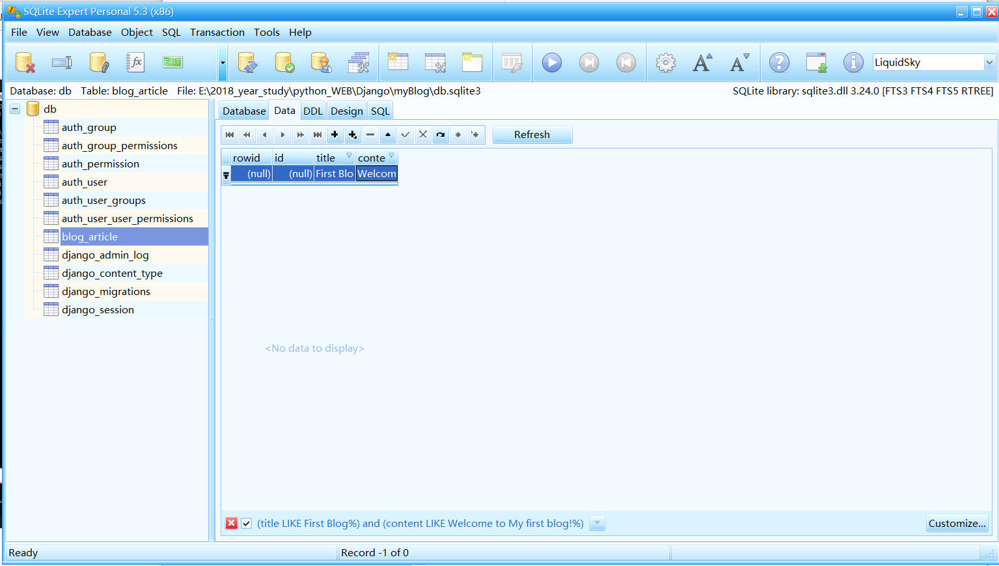 SQLite Expert Personal 5.3 (x86)
File View Database Object SQL Transaction Tools Help
fx EXIT A A LiquidSky
Database: db Table: blog_article File: E:\2018_year_study\python_WEB\Django\myBlog\db.sqlite3 SQLite library: sqlite3.dll 3.24.0 [FTS3 FTS4 FTS5 RTREE]
db
auth_group
auth_group_permissions
auth_permission
auth_user
auth_user_groups
auth_user_user_permissions
blog_article
django_admin_log
django_content_type
django_migrations
django_session
Database Data DDL Design SQL
Refresh
rowid id title conte
(null) (null) First Blo Welcom
<No data to display>
(title LIKE First Blog%) and (content LIKE Welcome to My first blog!%) Customize...
Ready Record -1 of 0